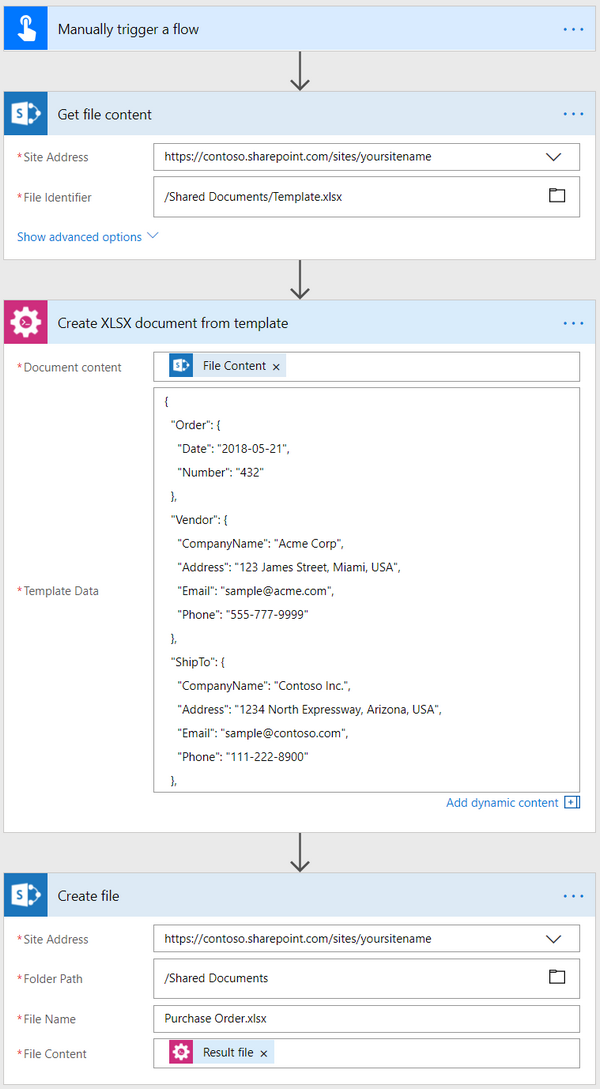 Manually trigger a flow
Get file content
*Site Address
https://contoso.sharepoint.com/sites/yoursitename
*File Identifier
/Shared Documents/Template.xlsx
Show advanced options
Create XLSX document from template
*Document content
File Content ×
{
"Order": {
"Date": "2018-05-21",
"Number": "432"
},
"Vendor": {
"CompanyName": "Acme Corp",
"Address": "123 James Street, Miami, USA",
*Template Data
"Email": "sample@acme.com",
"Phone": "555-777-9999"
},
"ShipTo": {
"CompanyName": "Contoso Inc.",
"Address": "1234 North Expressway, Arizona, USA",
"Email": "sample@contoso.com",
"Phone": "111-222-8900"
},
Add dynamic content
Create file
*Site Address
https://contoso.sharepoint.com/sites/yoursitename
*Folder Path
/Shared Documents
*File Name
Purchase Order.xlsx
*File Content
Result file ×